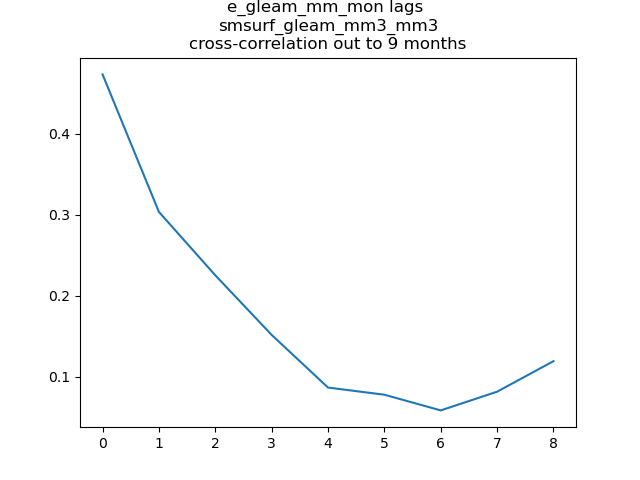 e_gleam_mm_mon lags
smsurf_gleam_mm3_mm3
cross-correlation out to 9 months
0.4
0.3
0.2
0.1
0 1 2 3 4 5 6 7 8